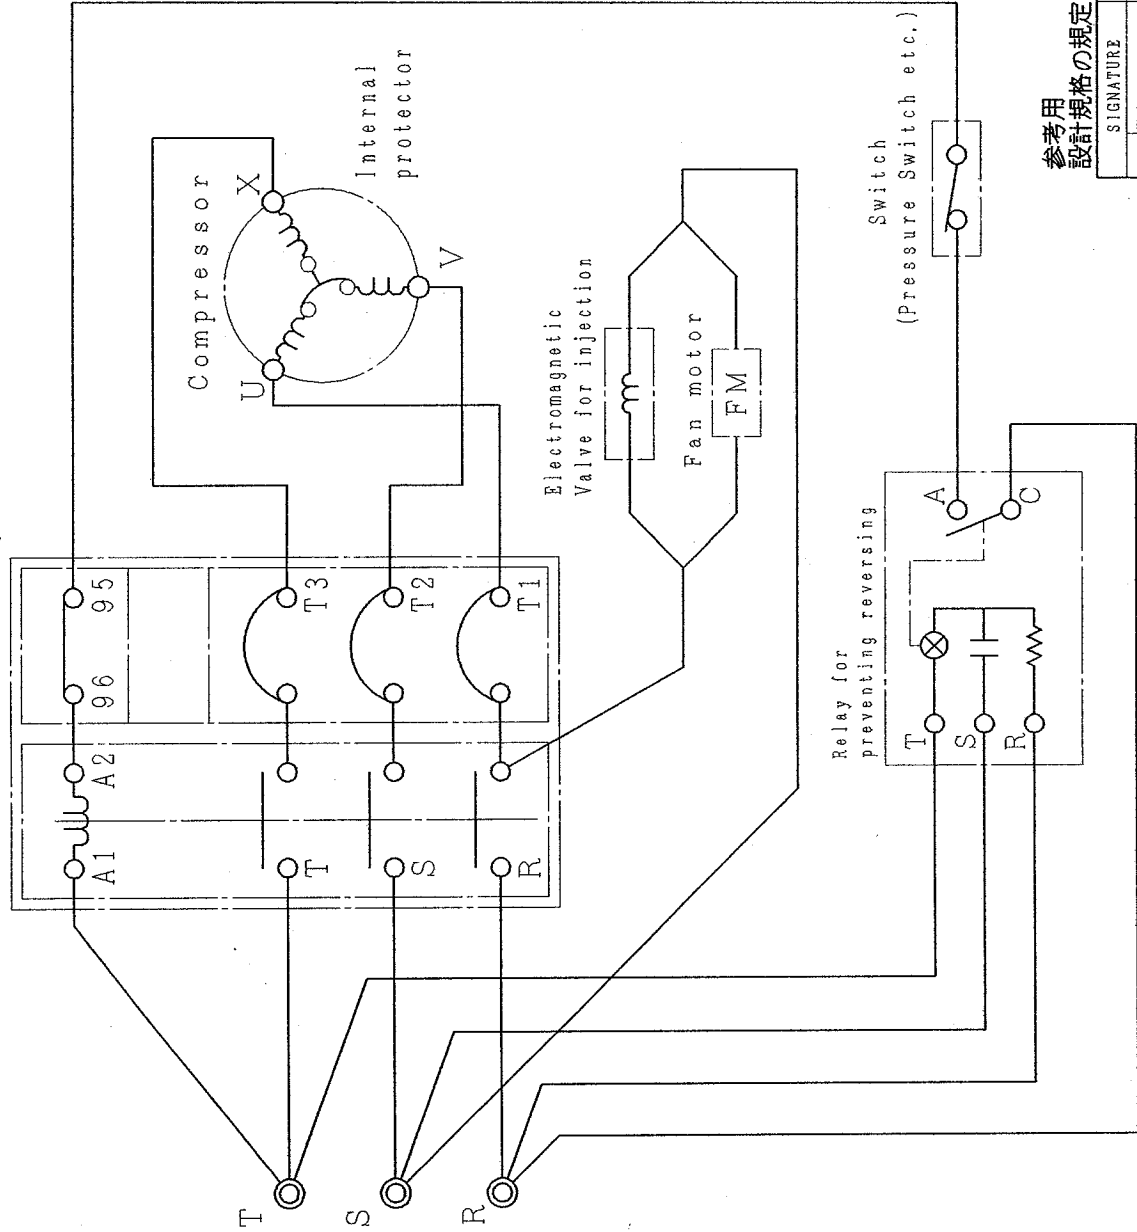 Compressor
U
X
V
Internal
protector
A1
A2
96
95
T
T3
S
T2
R
T1
Electromagnetic
Valve for injection
Fan motor
FM
Switch
(Pressure Switch etc.)
T
S
R
Relay for
preventing reversing
T
S
R
A
C
参考用
設計規格の規定
SIGNATURE